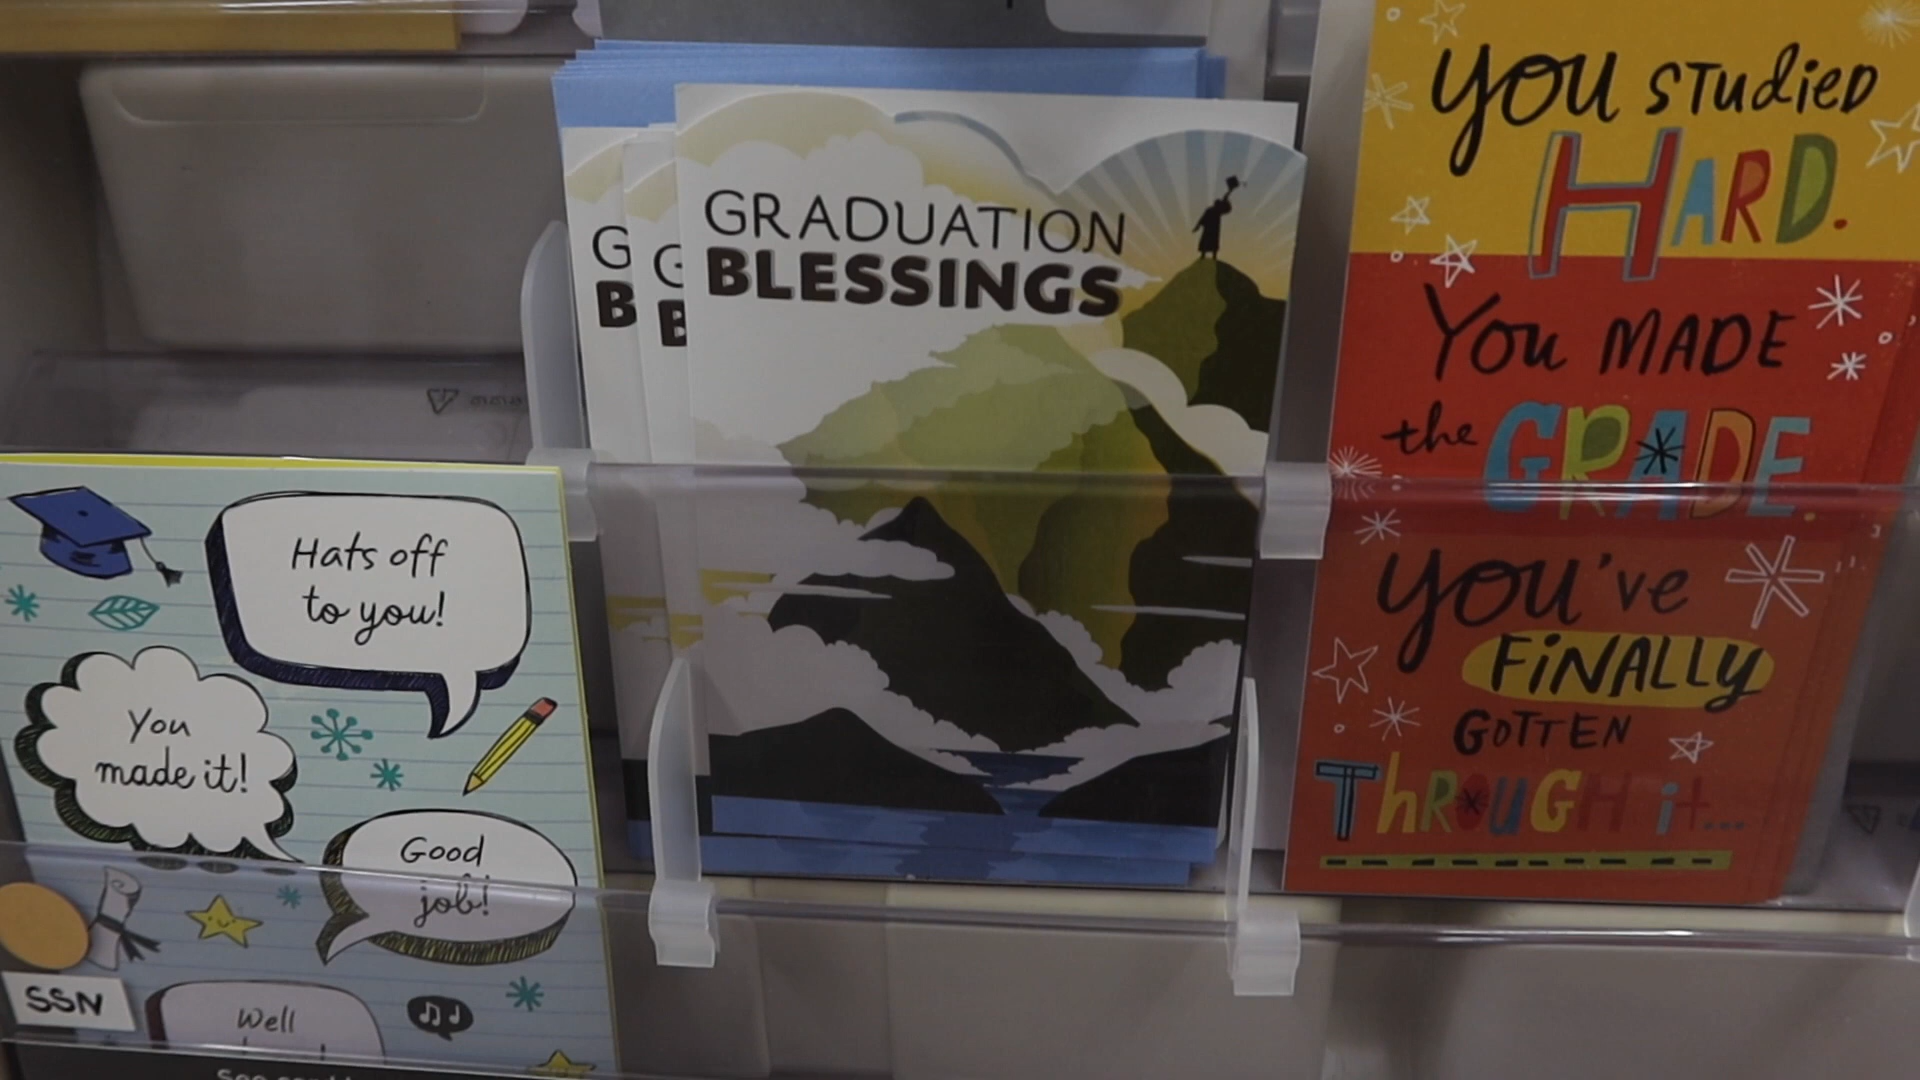 GRADUATION
BLESSINGS
G
B
G
B
YOU STUDIED
HARD.
YOU MADE
the GRADE.
YOU'VE
FINALLY
GOTTEN
THROUGH it...
Hats off
to you!
You
made it!
Good
job!
SSN
Well